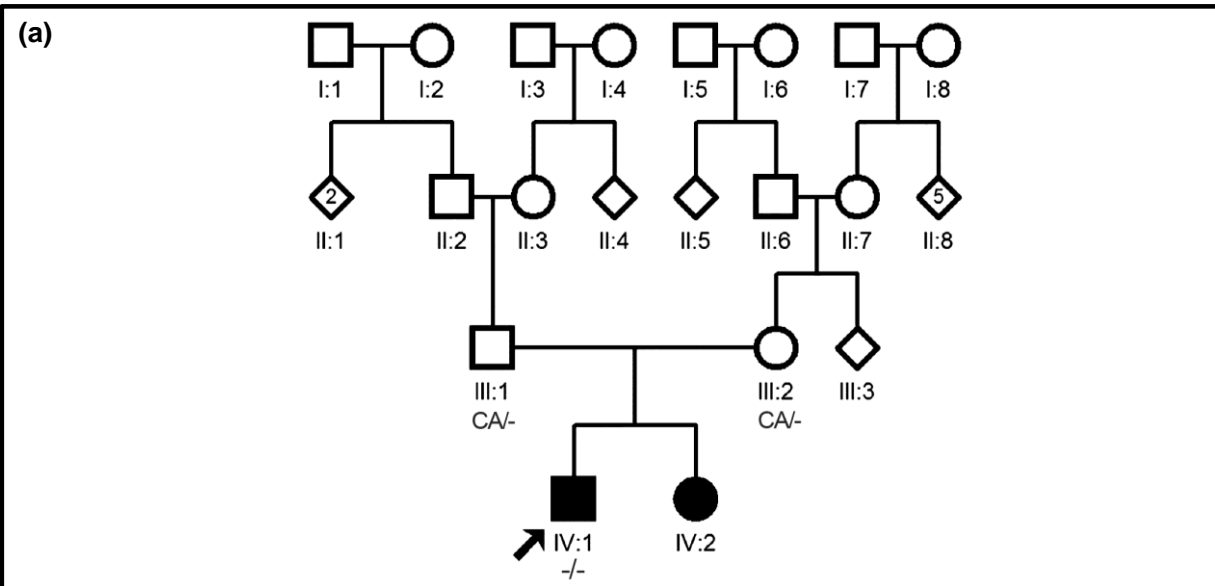 (a)
I:1 I:2 I:3 I:4 I:5 I:6 I:7 I:8
2 5
II:1 II:2 II:3 II:4 II:5 II:6 II:7 II:8
III:1 III:2 III:3
CA/- CA/-
IV:1 IV:2
-/-